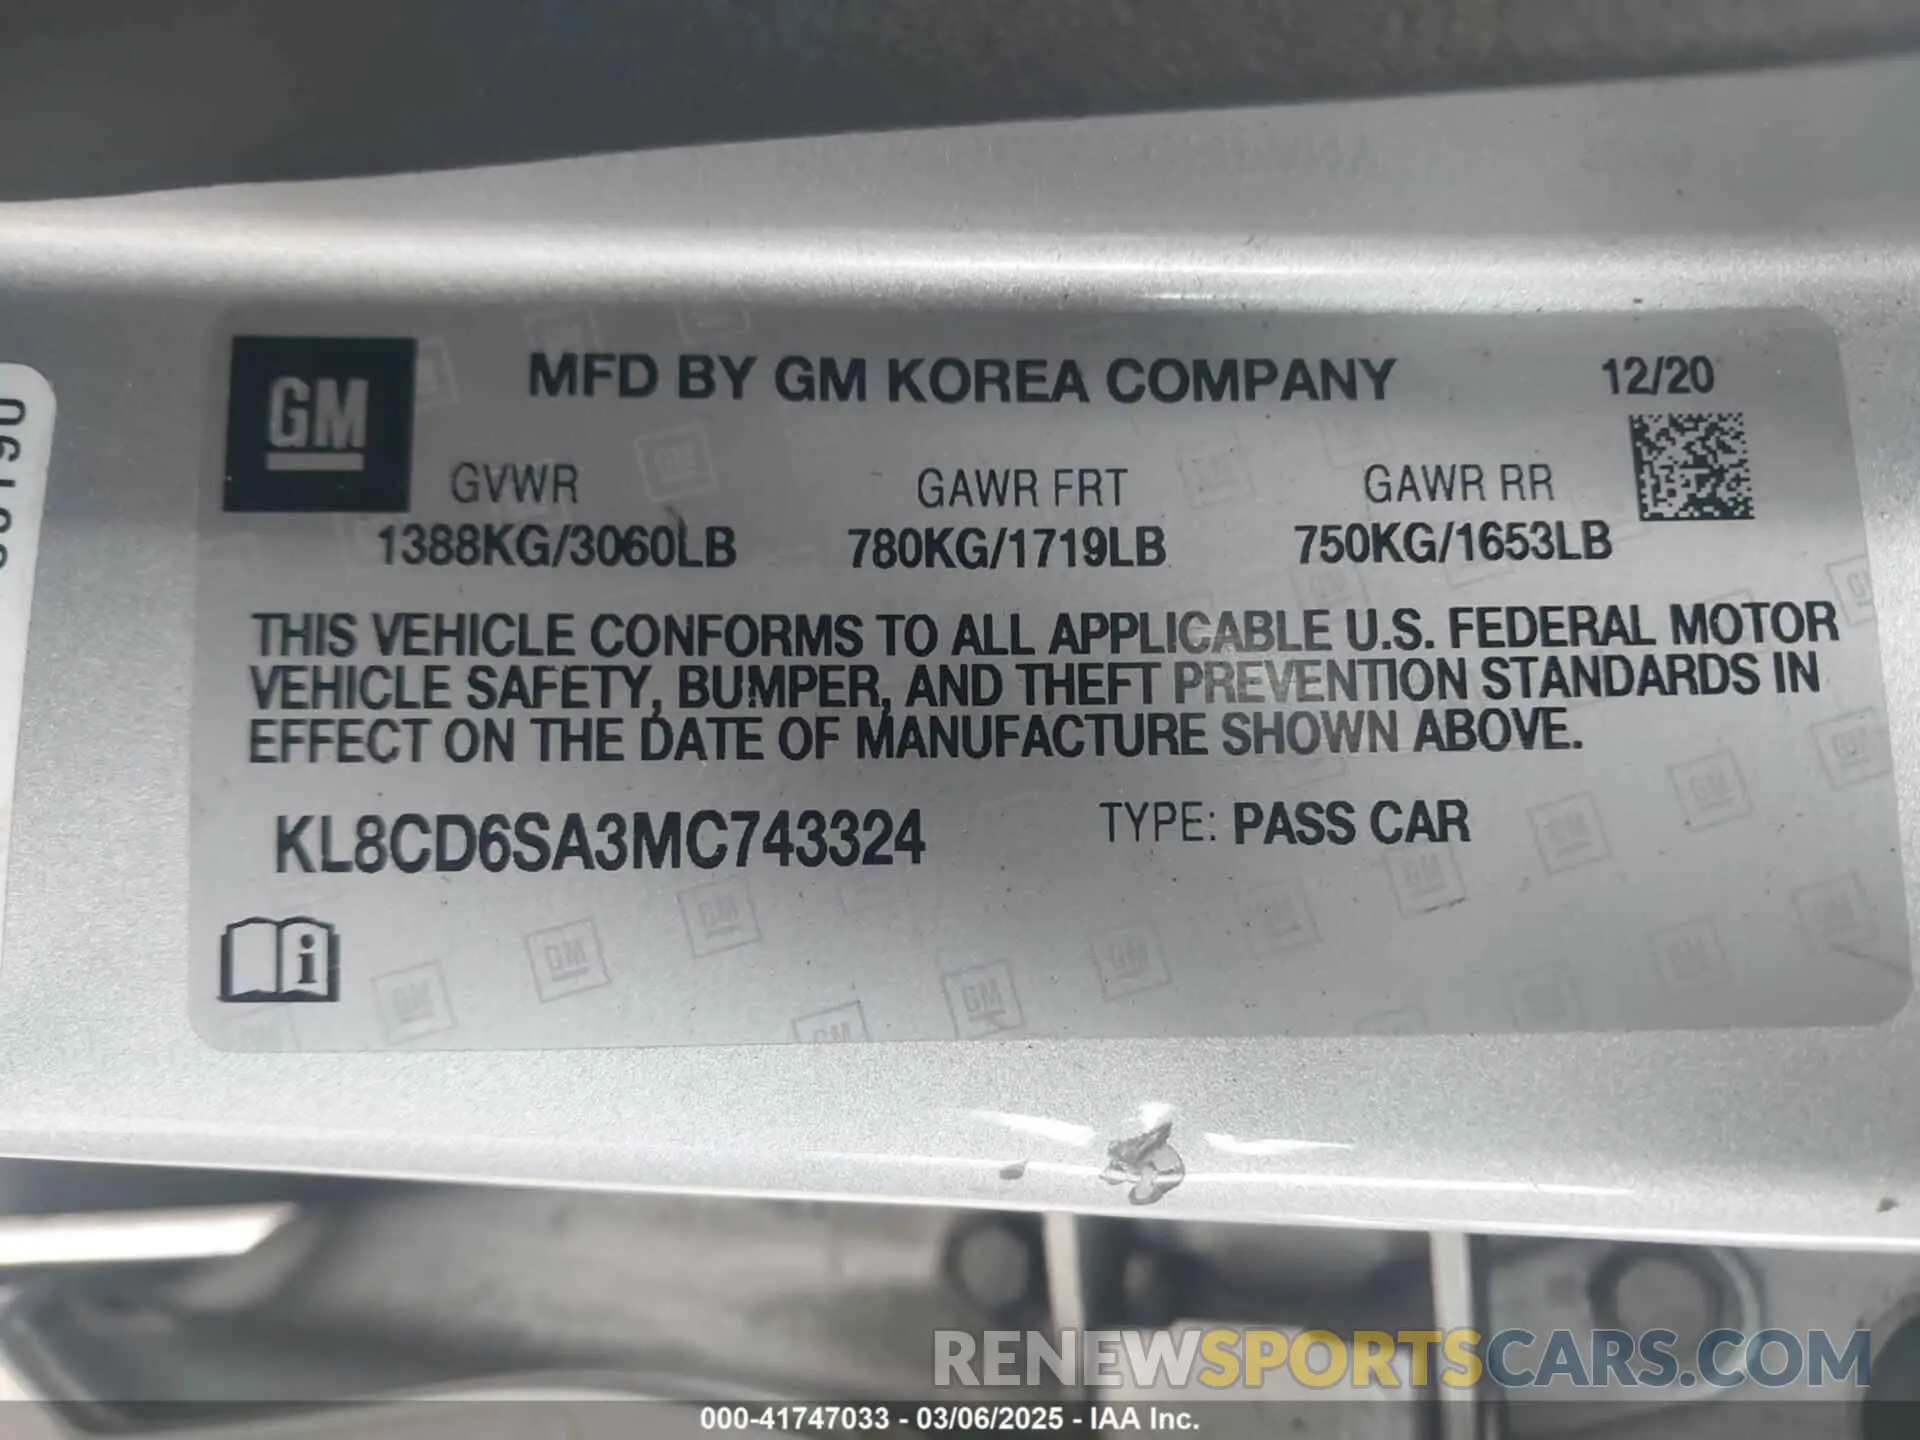 GM
MFD BY GM KOREA COMPANY
12/20
GVWR
GAWR FRT
GAWR RR
1388KG/3060LB
780KG/1719LB
750KG/1653LB
THIS VEHICLE CONFORMS TO ALL APPLICABLE U.S. FEDERAL MOTOR
VEHICLE SAFETY, BUMPER, AND THEFT PREVENTION STANDARDS IN
EFFECT ON THE DATE OF MANUFACTURE SHOWN ABOVE.
KL8CD6SA3MC743324
TYPE: PASS CAR
i
RENEWSPORTSCARS.COM
000-41747033 - 03/06/2025 - IAA Inc.